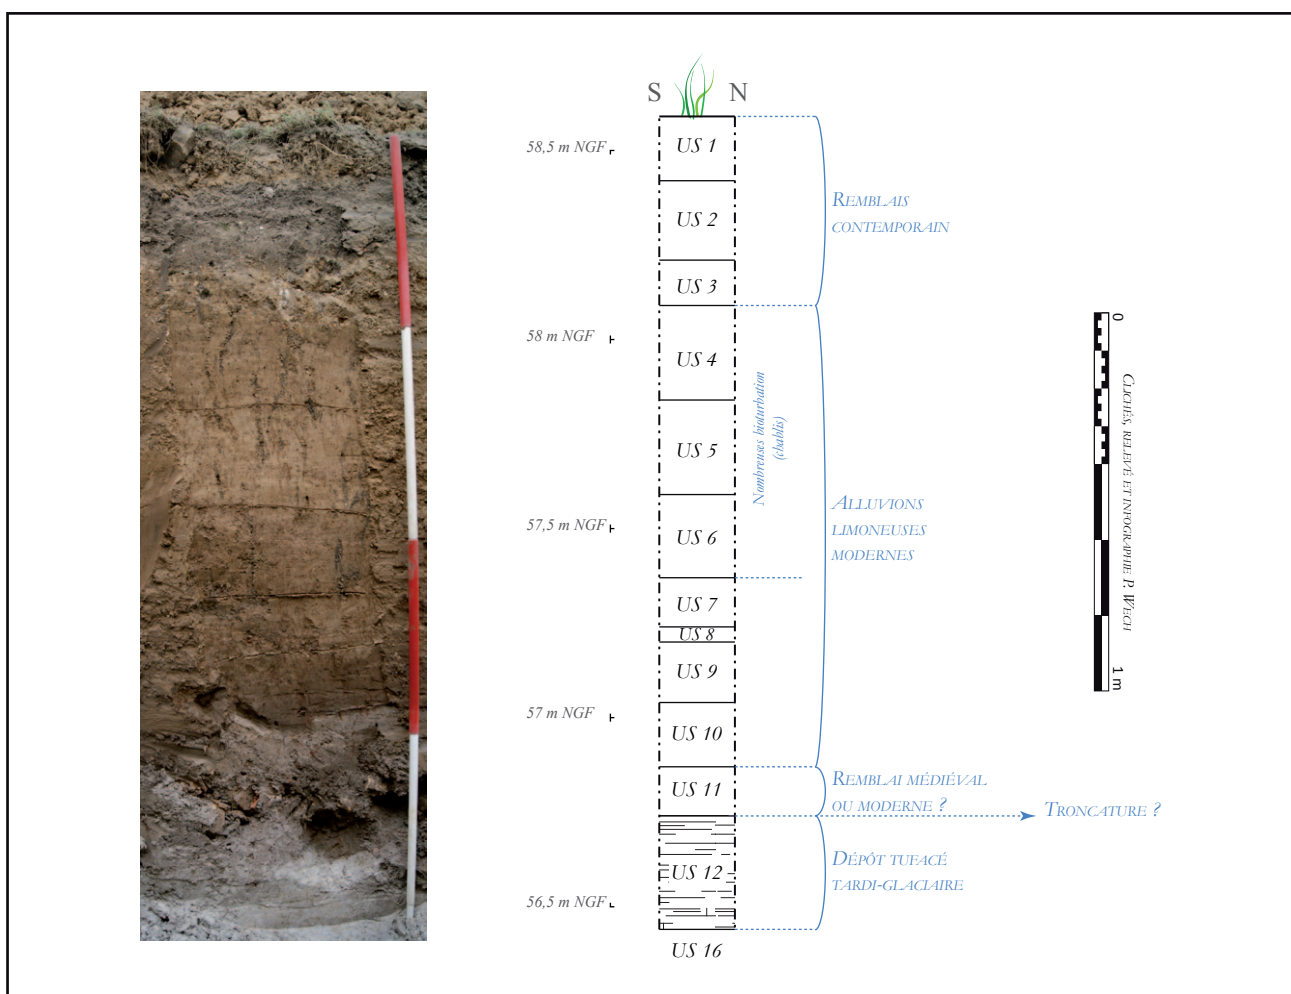 S N
58,5 m NGF
US 1
US 2
REMBLAIS
CONTEMPORAIN
US 3
58 m NGF
US 4
US 5
Nombreuses bioturbation
(chablis)
57,5 m NGF
US 6
ALLUVIONS
LIMONEUSES
MODERNES
US 7
US 8
US 9
57 m NGF
US 10
US 11
REMBLAI MÉDIÉVAL
OU MODERNE ?
TRONCATURE ?
US 12
DÉPÔT TUFACÉ
TARDI-GLACIAIRE
56,5 m NGF
US 16
0
1 m
CLICHÉS, RELEVÉ ET INFOGRAPHIE P. WECH